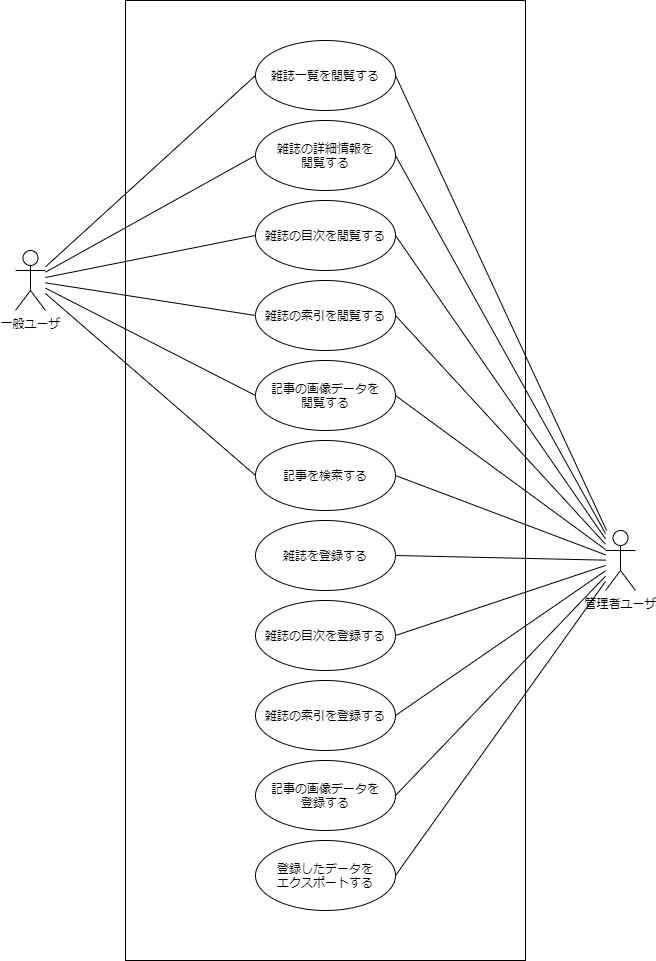 雑誌一覧を閲覧する
雑誌の詳細情報を
閲覧する
雑誌の目次を閲覧する
一般ユーザ
雑誌の索引を閲覧する
記事の画像データを
閲覧する
記事を検索する
雑誌を登録する
管理者ユーザ
雑誌の目次を登録する
雑誌の索引を登録する
記事の画像データを
登録する
登録したデータを
エクスポートする